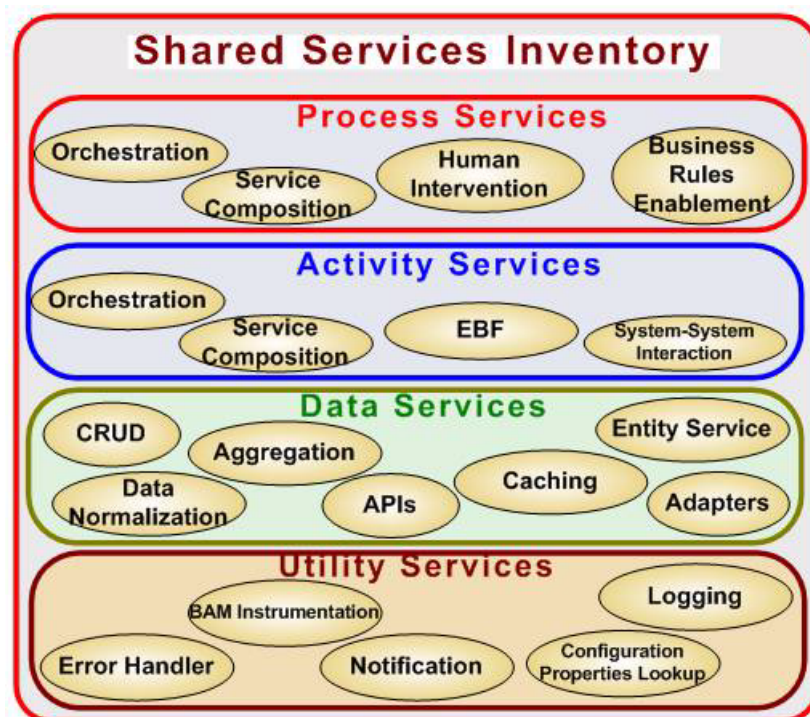 Shared Services Inventory
Process Services
Orchestration
Service
Composition
Human
Intervention
Business
Rules
Enablement
Activity Services
Orchestration
Service
Composition
EBF
System-System
Interaction
Data Services
CRUD
Aggregation
Entity Service
Data
Normalization
APIs
Caching
Adapters
Utility Services
BAM Instrumentation
Logging
Error Handler
Notification
Configuration
Properties Lookup